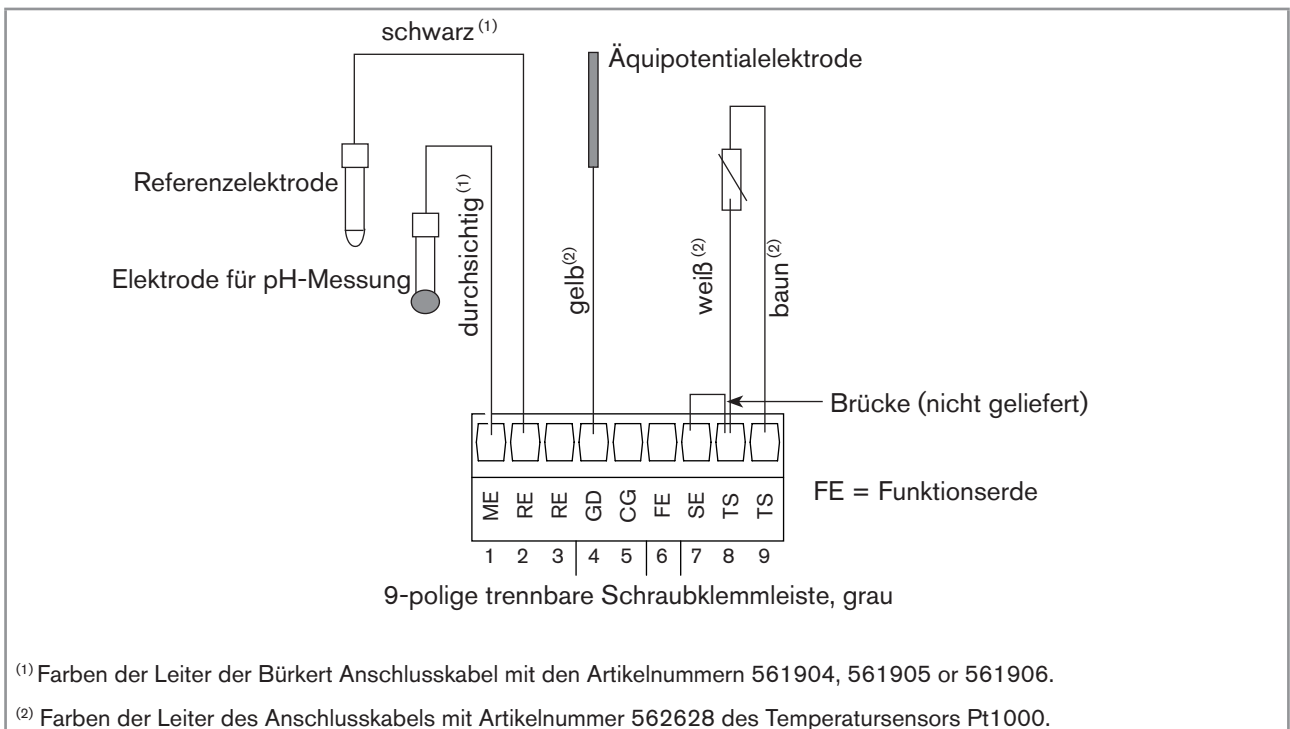 schwarz (1)
Äquipotentialelektrode
Referenzelektrode
Elektrode für pH-Messung
durchsichtig (1)
gelb (2)
weiß (2)
baun (2)
Brücke (nicht geliefert)
ME RE RE GD CG FE SE TS TS
FE = Funktionserde
1 2 3 4 5 6 7 8 9
9-polige trennbare Schraubklemmleiste, grau
(1) Farben der Leiter der Bürkert Anschlusskabel mit den Artikelnummern 561904, 561905 or 561906.
(2) Farben der Leiter des Anschlusskabels mit Artikelnummer 562628 des Temperatursensors Pt1000.